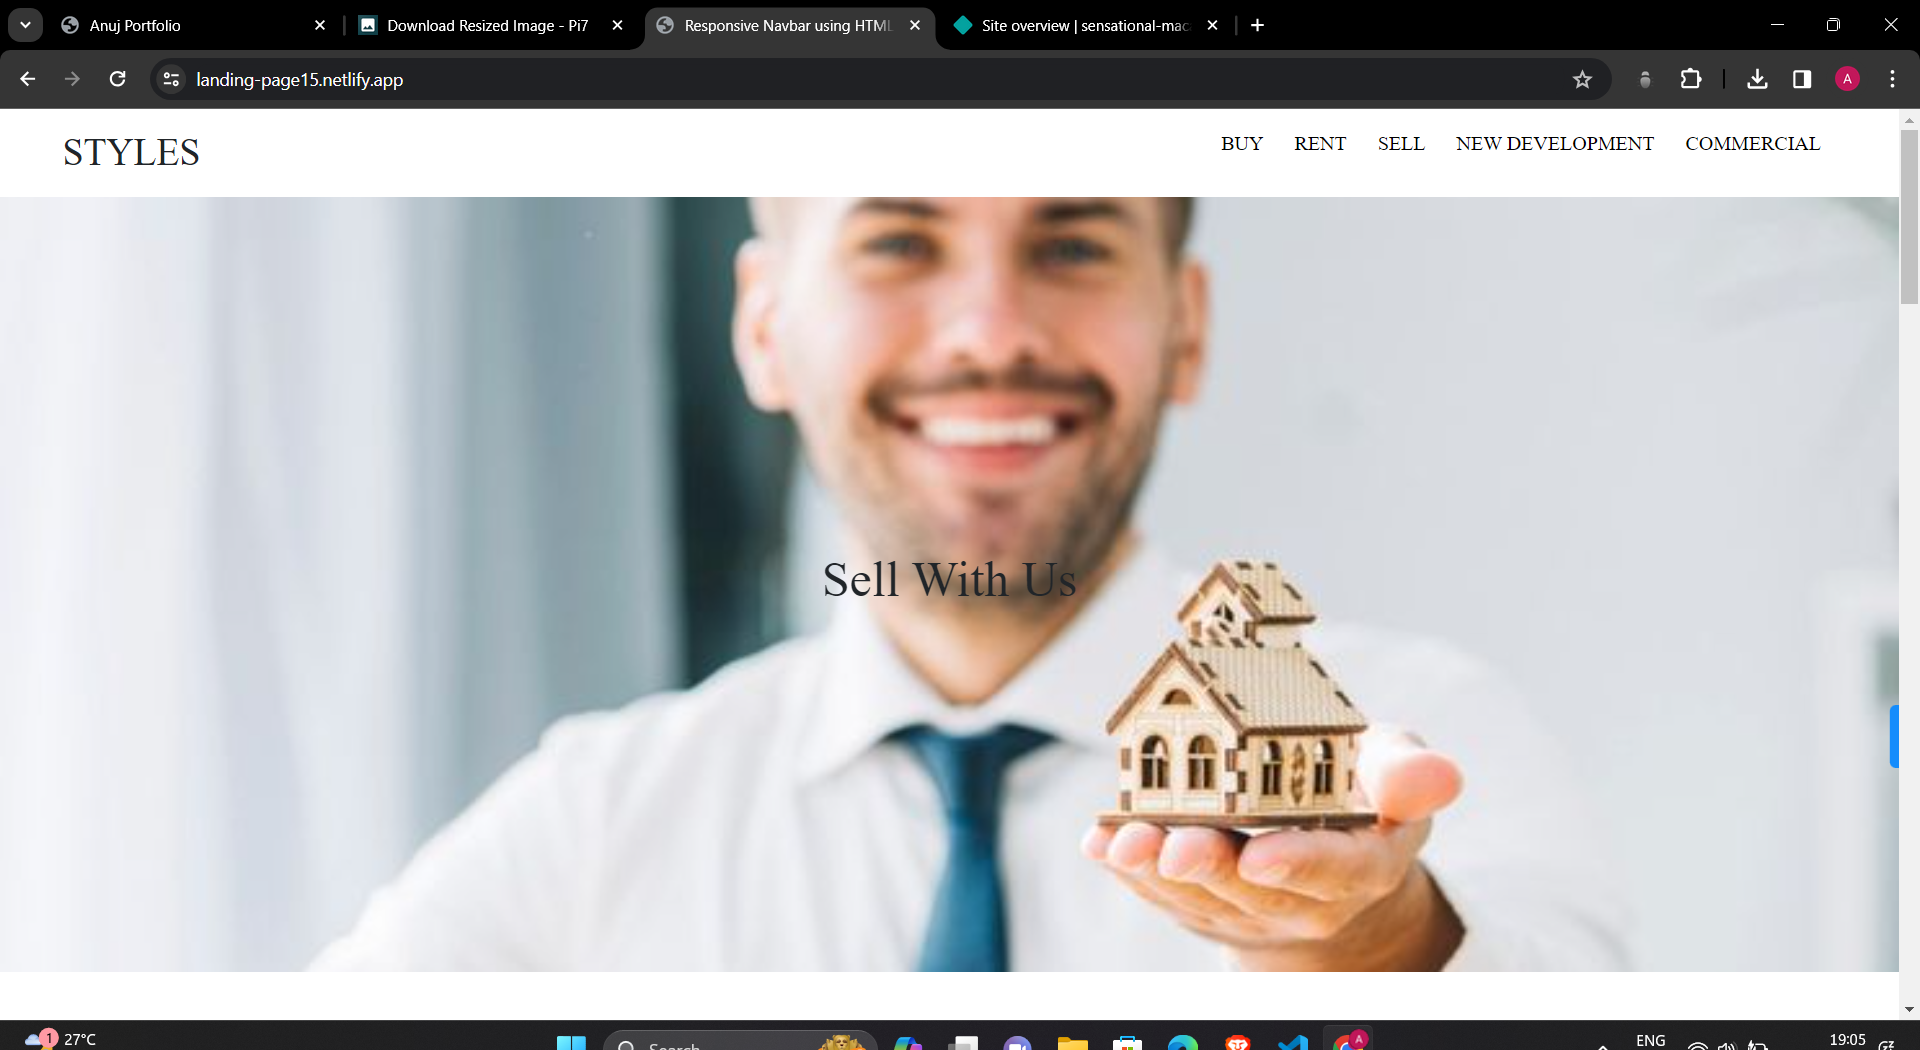 Anuj Portfolio
Download Resized Image - Pi7
Responsive Navbar using HTML
Site overview | sensational-mac
landing-page15.netlify.app
A
STYLES
BUY RENT SELL NEW DEVELOPMENT COMMERCIAL
Sell With Us
1
27°C
Search
A
ENG
19:05